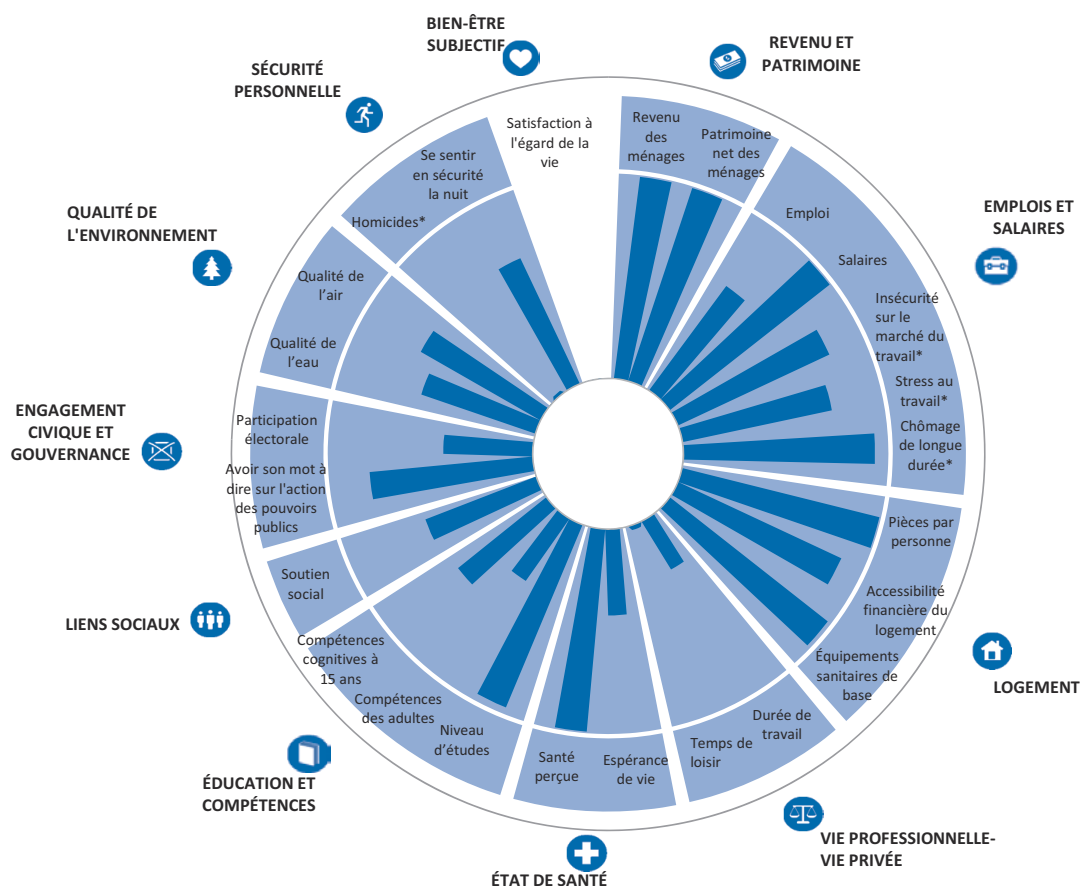 BIEN-ÊTRE
SUBJECTIF
REVENU ET
PATRIMOINE
SÉCURITÉ
PERSONNELLE
Satisfaction à
l'égard de la
vie
Revenu
des
ménages
Patrimoine
net des
ménages
Se sentir
en sécurité
la nuit
Homicides*
Emploi
Salaires
Insécurité
sur le
marché du
travail*
Stress au
travail*
Chômage
de longue
durée*
EMPLOIS ET
SALAIRES
QUALITÉ DE
L'ENVIRONNEMENT
Qualité de
l’air
Qualité de
l’eau
ENGAGEMENT
CIVIQUE ET
GOUVERNANCE
Participation
électorale
Avoir son mot à
dire sur l'action
des pouvoirs
publics
Pièces par
personne
Accessibilité
financière du
logement
Équipements
sanitaires de
base
LOGEMENT
LIENS SOCIAUX
Soutien
social
Compétences
cognitives à
15 ans
Compétences
des adultes
Niveau
d’études
ÉDUCATION ET
COMPÉTENCES
Santé
perçue
Espérance
de vie
Temps de
loisir
Durée de
travail
VIE PROFESSIONNELLE-
VIE PRIVÉE
ÉTAT DE SANTÉ